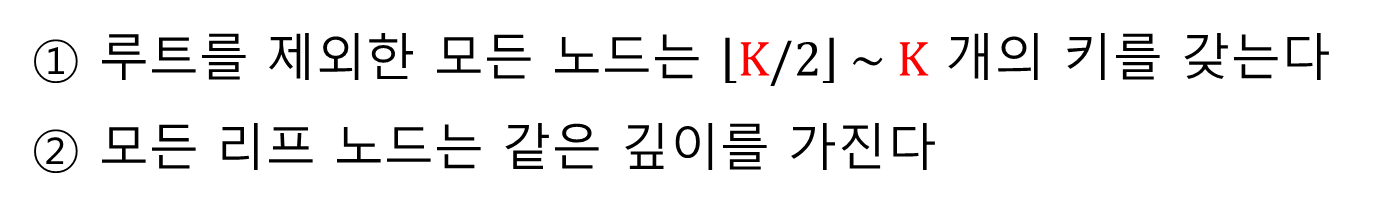 ① 루트를 제외한 모든 노드는 ⌊K/2⌋ ~ K 개의 키를 갖는다
② 모든 리프 노드는 같은 깊이를 가진다